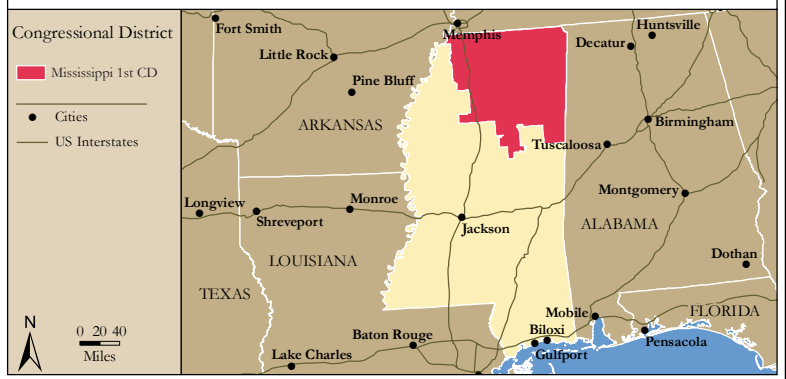 Congressional District
Mississippi 1st CD
Cities
US Interstates
N
0 20 40
Miles
Fort Smith
Memphis
Huntsville
Decatur
Little Rock
Pine Bluff
ARKANSAS
Birmingham
Tuscaloosa
Longview
Monroe
Montgomery
Shreveport
Jackson
ALABAMA
LOUISIANA
Dothan
TEXAS
Mobile
FLORIDA
Baton Rouge
Biloxi
Pensacola
Lake Charles
Gulfport